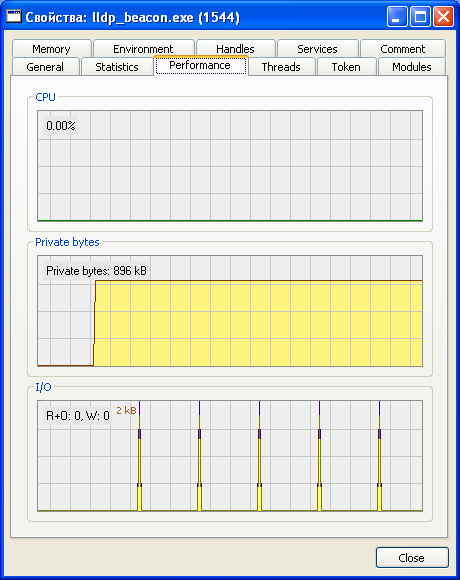 Свойства: lldp_beacon.exe (1544)
Memory Environment Handles Services Comment
General Statistics Performance Threads Token Modules
CPU
0.00%
Private bytes
Private bytes: 896 kB
I/O
R+O: 0, W: 0 2 kB
Close